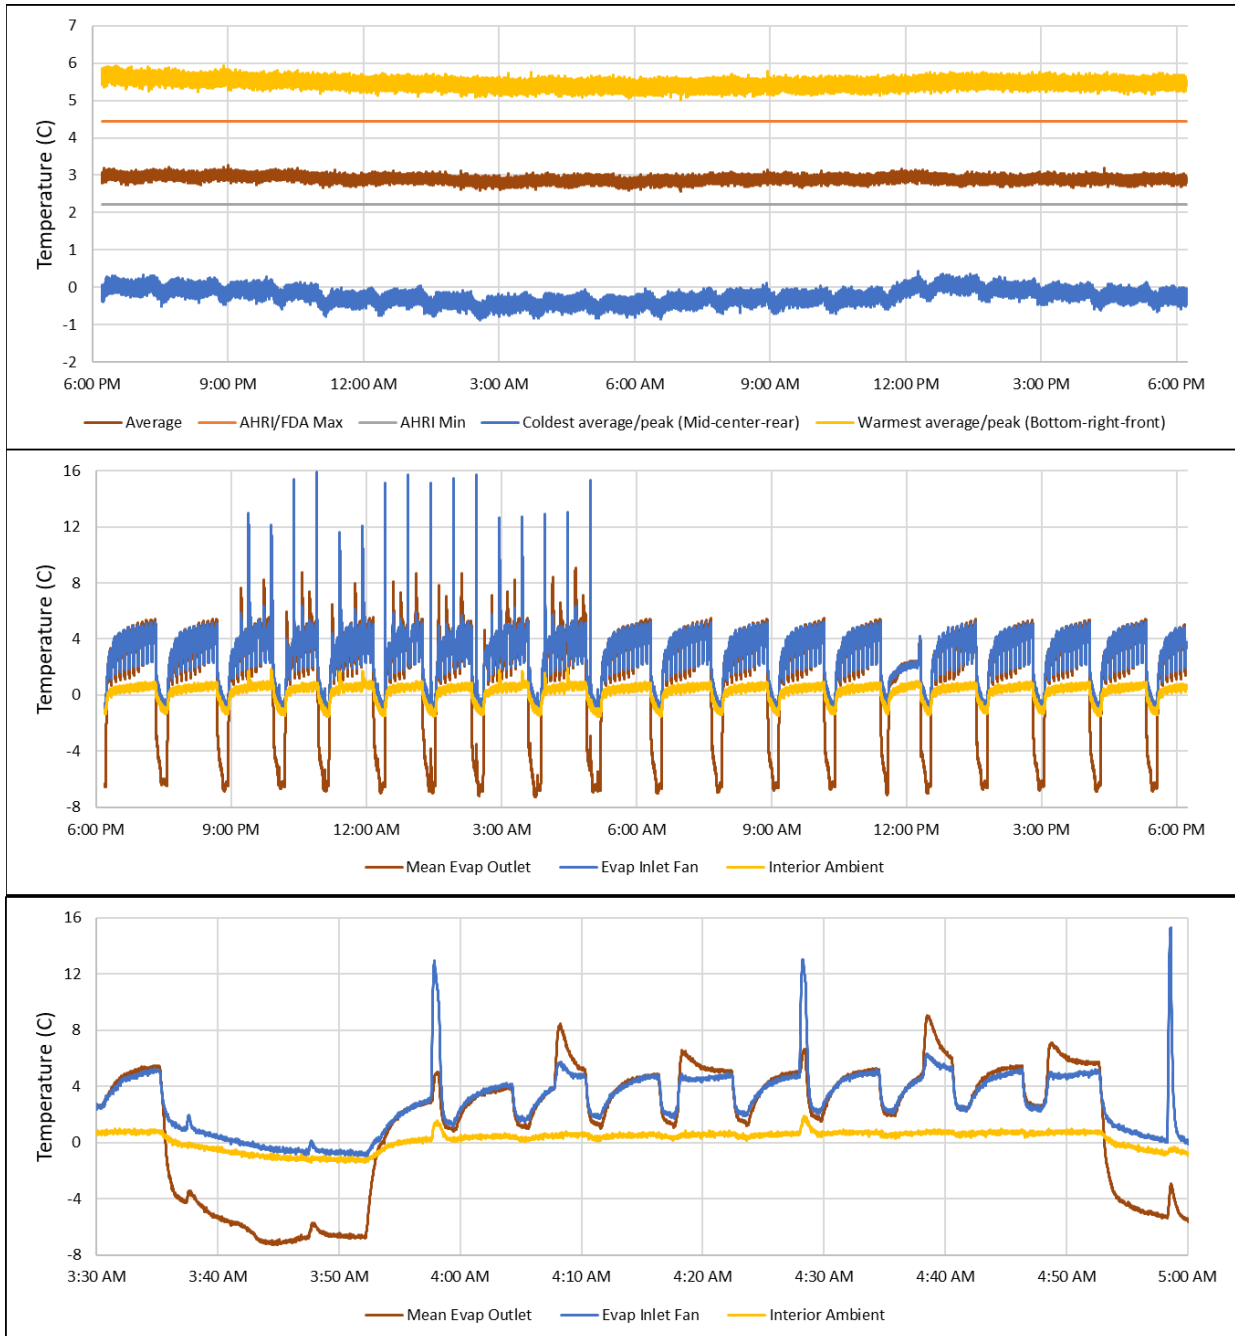 7
6
5
4
3
2
1
0
-1
-2
Temperature (C)
6:00 PM 9:00 PM 12:00 AM 3:00 AM 6:00 AM 9:00 AM 12:00 PM 3:00 PM 6:00 PM
Average AHRI/FDA Max AHRI Min Coldest average/peak (Mid-center-rear) Warmest average/peak (Bottom-right-front)
16
12
8
4
0
-4
-8
Temperature (C)
6:00 PM 9:00 PM 12:00 AM 3:00 AM 6:00 AM 9:00 AM 12:00 PM 3:00 PM 6:00 PM
Mean Evap Outlet Evap Inlet Fan Interior Ambient
16
12
8
4
0
-4
-8
Temperature (C)
3:30 AM 3:40 AM 3:50 AM 4:00 AM 4:10 AM 4:20 AM 4:30 AM 4:40 AM 4:50 AM 5:00 AM
Mean Evap Outlet Evap Inlet Fan Interior Ambient